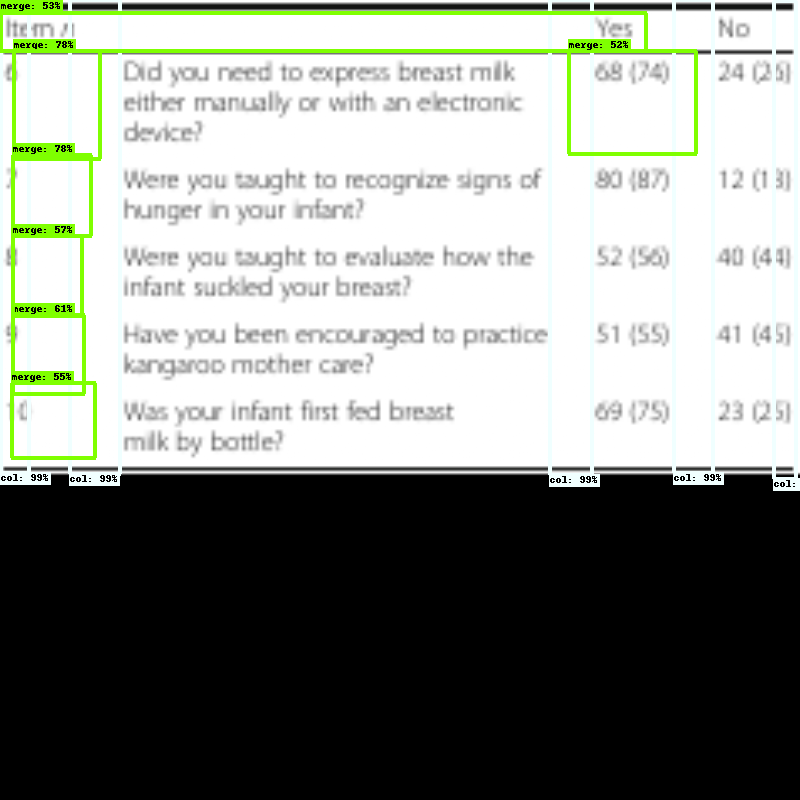 merge: 53%
Item n Yes No
merge: 78% merge: 52%
6 Did you need to express breast milk 68 (74) 24 (26)
either manually or with an electronic
device?
merge: 78%
7 Were you taught to recognize signs of 80 (87) 12 (13)
hunger in your infant?
merge: 57%
8 Were you taught to evaluate how the 52 (56) 40 (44)
infant suckled your breast?
merge: 61%
9 Have you been encouraged to practice 51 (55) 41 (45)
kangaroo mother care?
merge: 55%
10 Was your infant first fed breast 69 (75) 23 (25)
milk by bottle?
col: 99% col: 99% col: 99% col: 99% col: